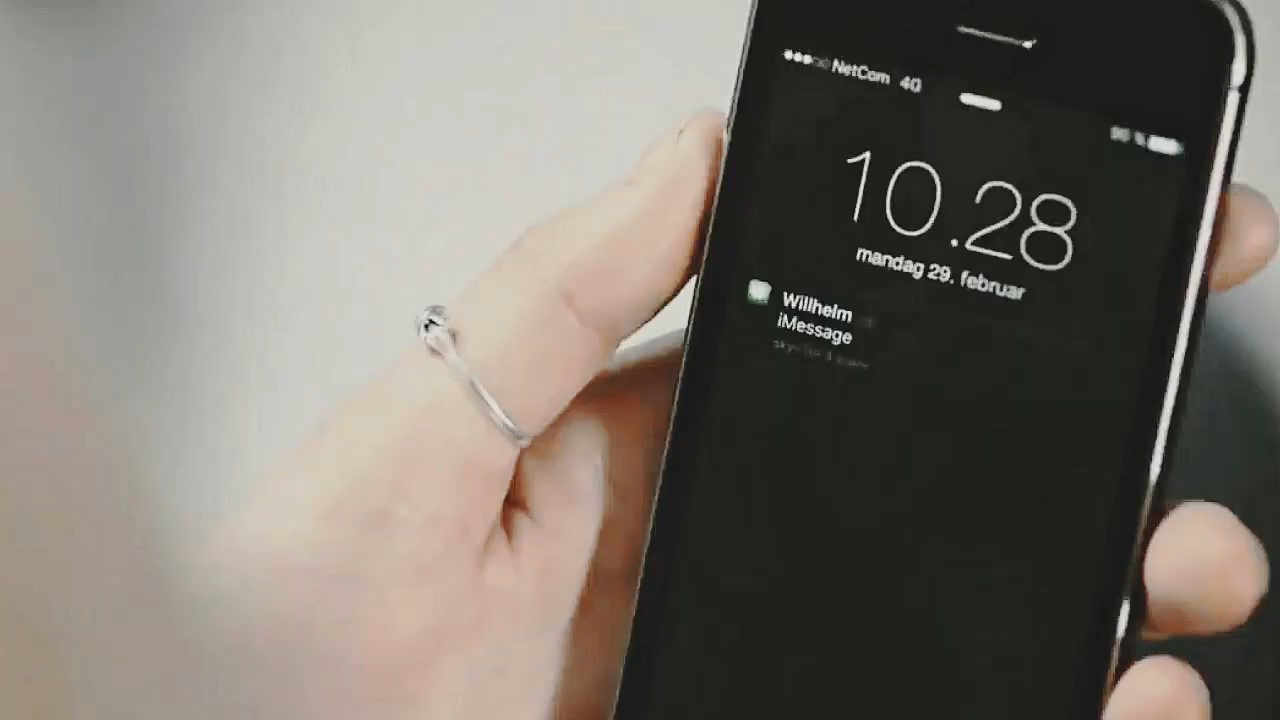 NetCom 4G
10.28
mandag 29. februar
Willhelm
iMessage